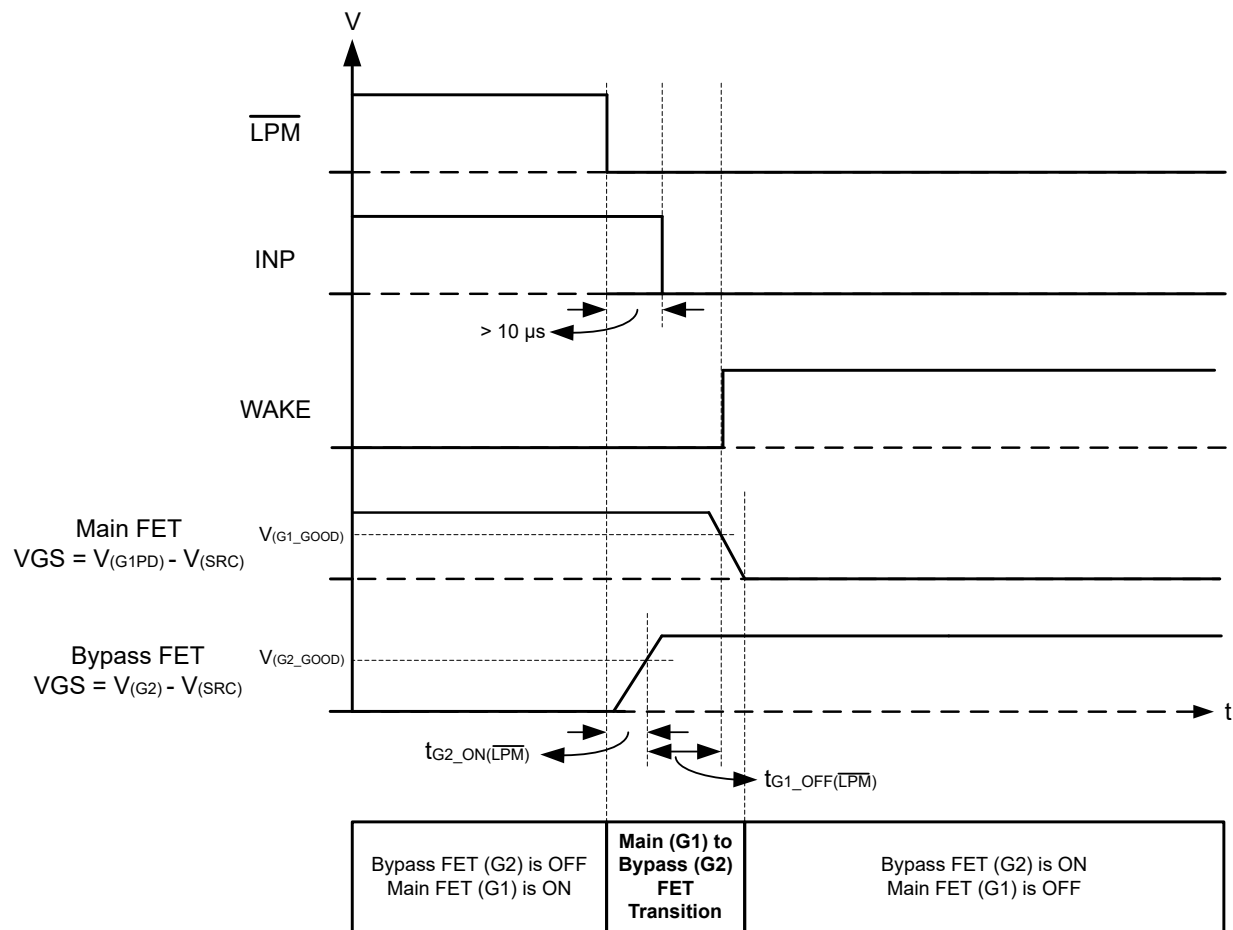 V
LPM
INP
> 10 µs
WAKE
Main FET
VGS = V(G1PD) - V(SRC)
V(G1_GOOD)
Bypass FET
VGS = V(G2) - V(SRC)
V(G2_GOOD)
t
tG2_ON(LPM)
tG1_OFF(LPM)
Bypass FET (G2) is OFF
Main FET (G1) is ON
Main (G1) to
Bypass (G2)
FET
Transition
Bypass FET (G2) is ON
Main FET (G1) is OFF